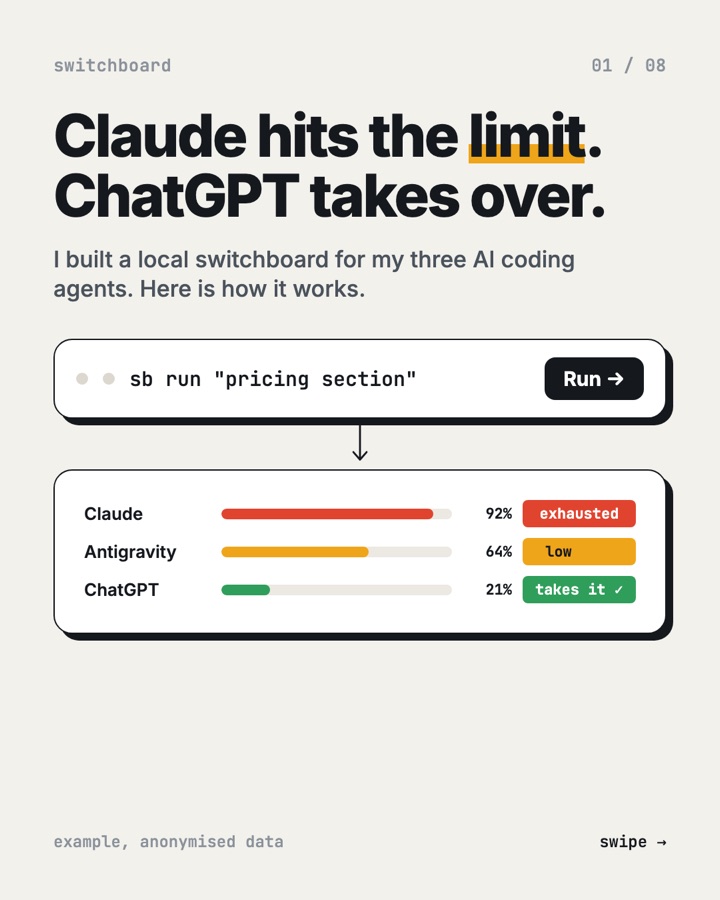 switchboard
01 / 08
Claude hits the limit.
ChatGPT takes over.
I built a local switchboard for my three AI coding
agents. Here is how it works.
sb run "pricing section"
Run →
Claude 92% exhausted
Antigravity 64% low
ChatGPT 21% takes it ✓
example, anonymised data
swipe →